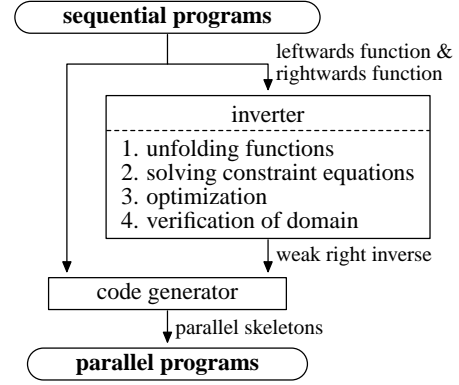 sequential programs
leftwards function &
rightwards function
inverter
1. unfolding functions
2. solving constraint equations
3. optimization
4. verification of domain
weak right inverse
code generator
parallel skeletons
parallel programs